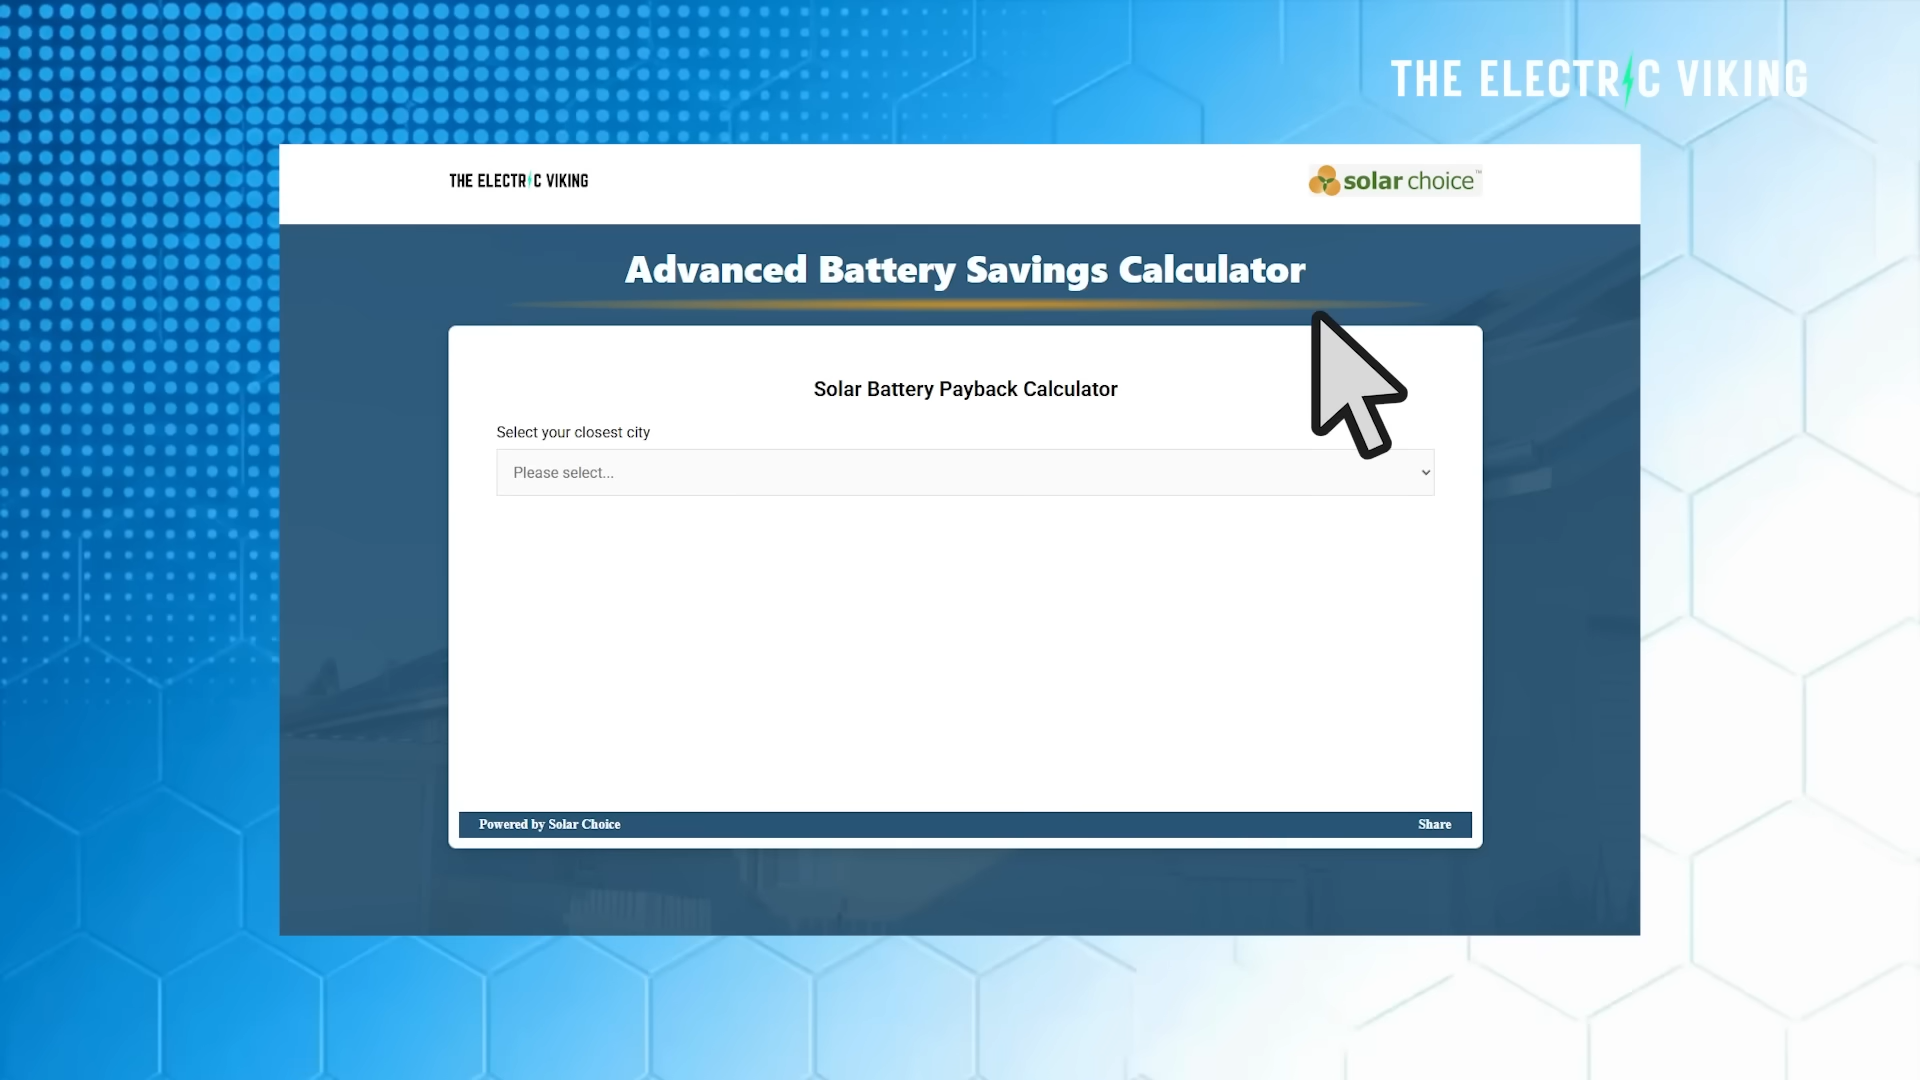 THE ELECTRIC VIKING
THE ELECTRIC VIKING
solar choice™
Advanced Battery Savings Calculator
Solar Battery Payback Calculator
Select your closest city
Please select...
Powered by Solar Choice
Share